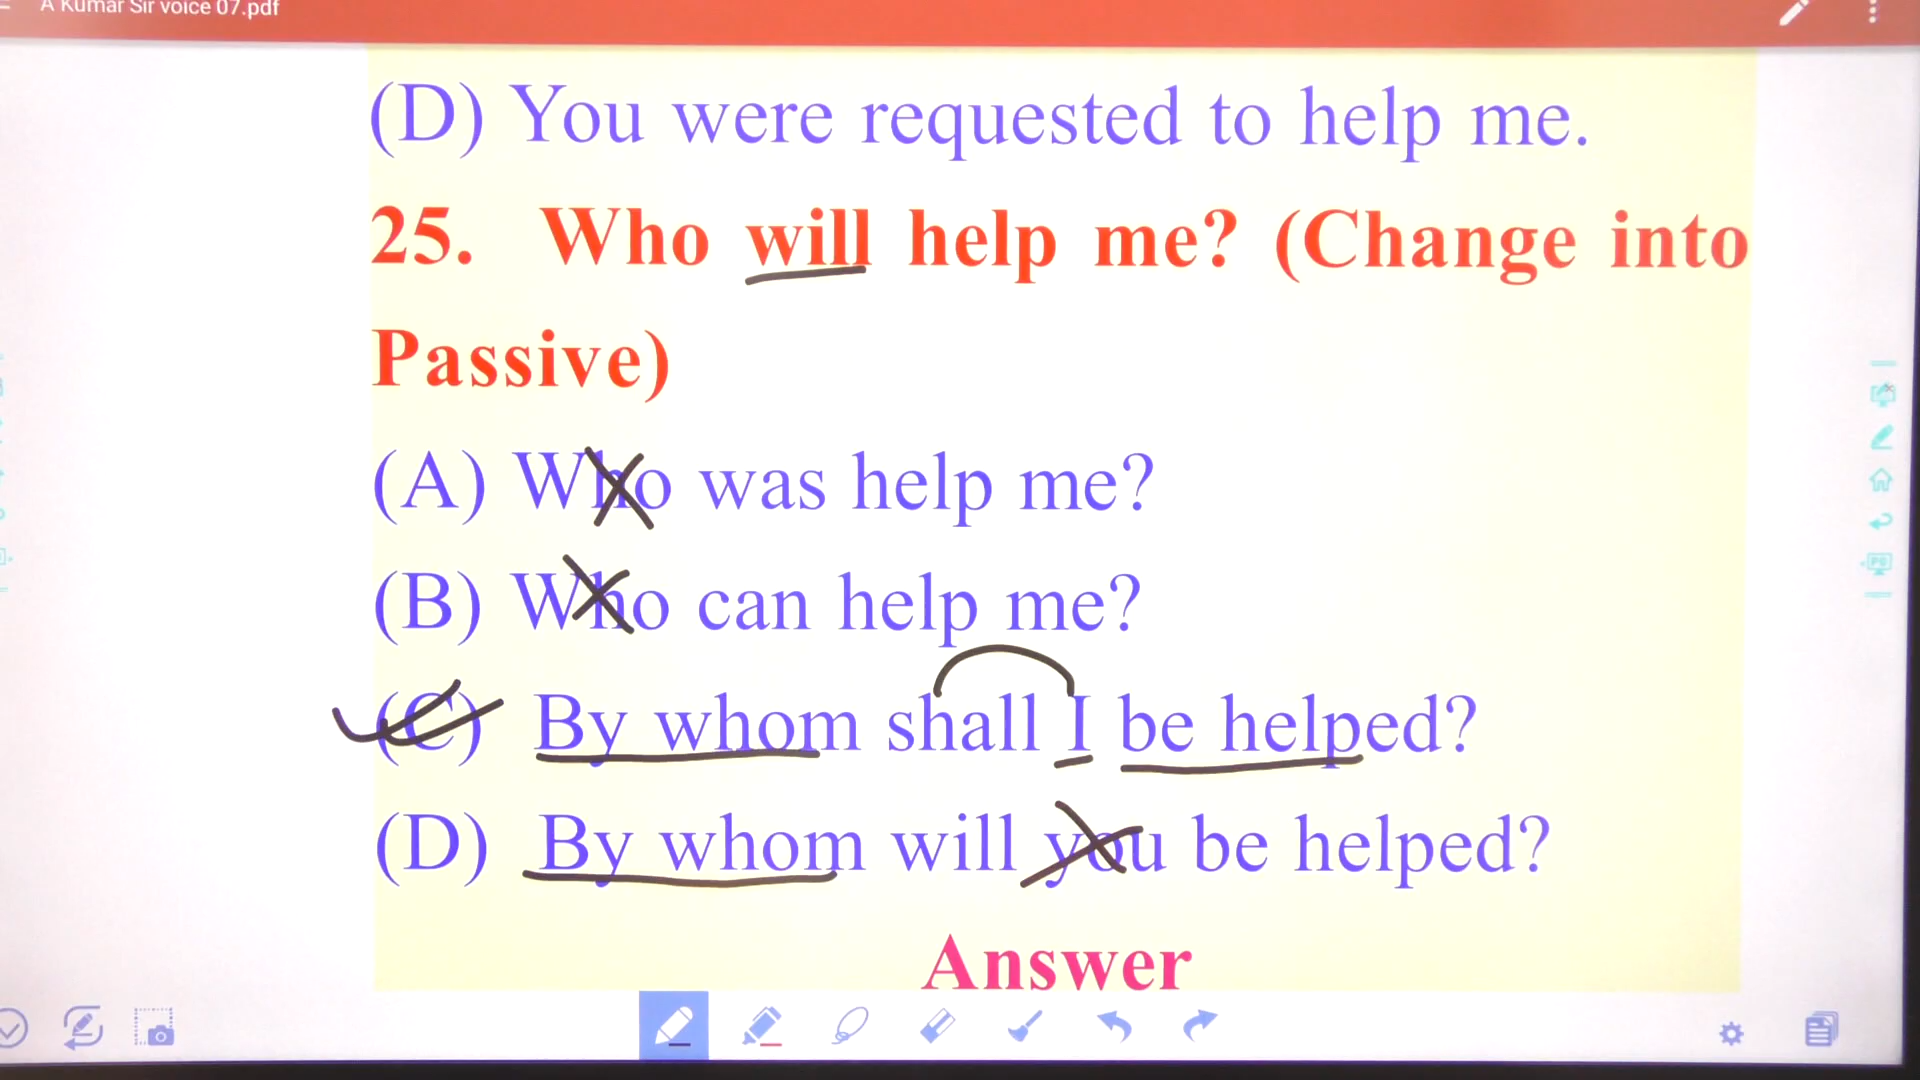 A Kumar Sir voice 07.pdf
(D) You were requested to help me.
25. Who will help me? (Change into
Passive)
(A) Who was help me?
(B) Who can help me?
(C) By whom shall I be helped?
(D) By whom will you be helped?
Answer